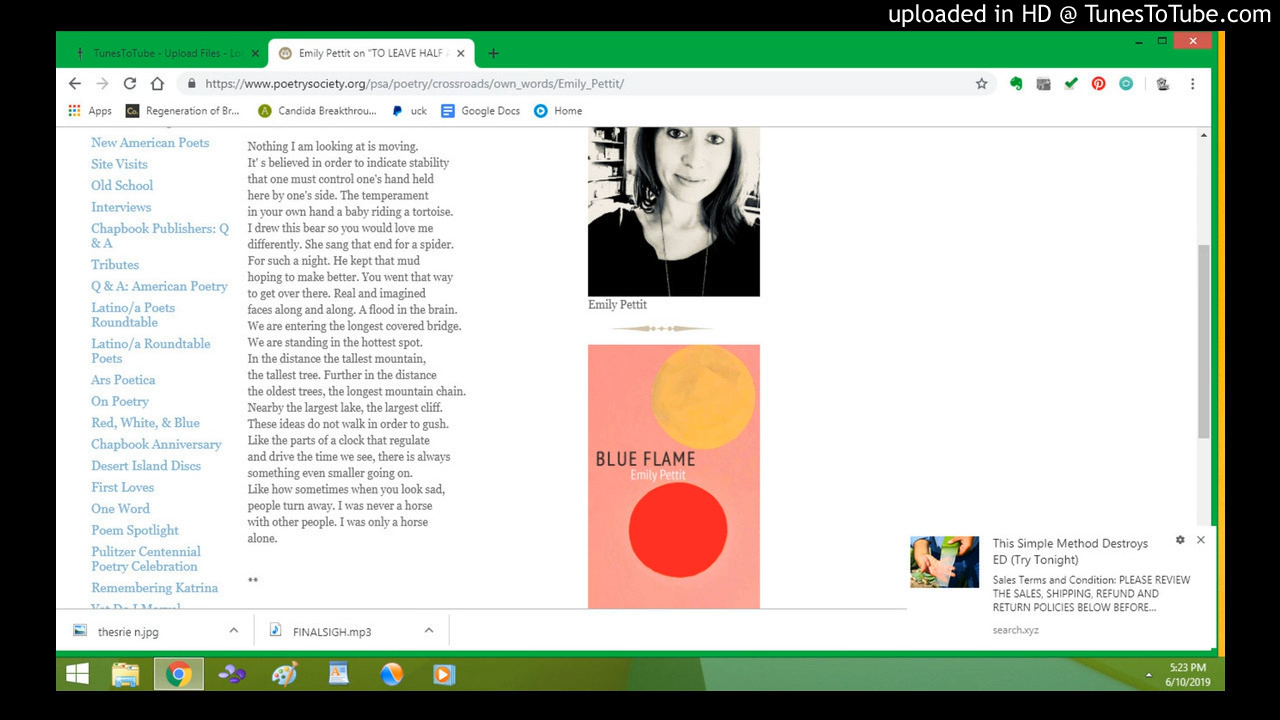 uploaded in HD @ TunesToTube.com
TunesToTube - Upload Files - Lo
Emily Pettit on "TO LEAVE HALF A
https://www.poetrysociety.org/psa/poetry/crossroads/own_words/Emily_Pettit/
Apps
Regeneration of Br...
Candida Breakthrou...
uck
Google Docs
Home
New American Poets
Site Visits
Old School
Interviews
Chapbook Publishers: Q
& A
Tributes
Q & A: American Poetry
Latino/a Poets
Roundtable
Latino/a Roundtable
Poets
Ars Poetica
On Poetry
Red, White, & Blue
Chapbook Anniversary
Desert Island Discs
First Loves
One Word
Poem Spotlight
Pulitzer Centennial
Poetry Celebration
Remembering Katrina
Yet Do I Marvel
Nothing I am looking at is moving.
It' s believed in order to indicate stability
that one must control one's hand held
here by one's side. The temperament
in your own hand a baby riding a tortoise.
I drew this bear so you would love me
differently. She sang that end for a spider.
For such a night. He kept that mud
hoping to make better. You went that way
to get over there. Real and imagined
faces along and along. A flood in the brain.
We are entering the longest covered bridge.
We are standing in the hottest spot.
In the distance the tallest mountain,
the tallest tree. Further in the distance
the oldest trees, the longest mountain chain.
Nearby the largest lake, the largest cliff.
These ideas do not walk in order to gush.
Like the parts of a clock that regulate
and drive the time we see, there is always
something even smaller going on.
Like how sometimes when you look sad,
people turn away. I was never a horse
with other people. I was only a horse
alone.
**
Emily Pettit
BLUE FLAME
Emily Pettit
This Simple Method Destroys
ED (Try Tonight)
Sales Terms and Condition: PLEASE REVIEW
THE SALES, SHIPPING, REFUND AND
RETURN POLICIES BELOW BEFORE...
search.xyz
thesrie n.jpg
FINALSIGH.mp3
5:23 PM
6/10/2019